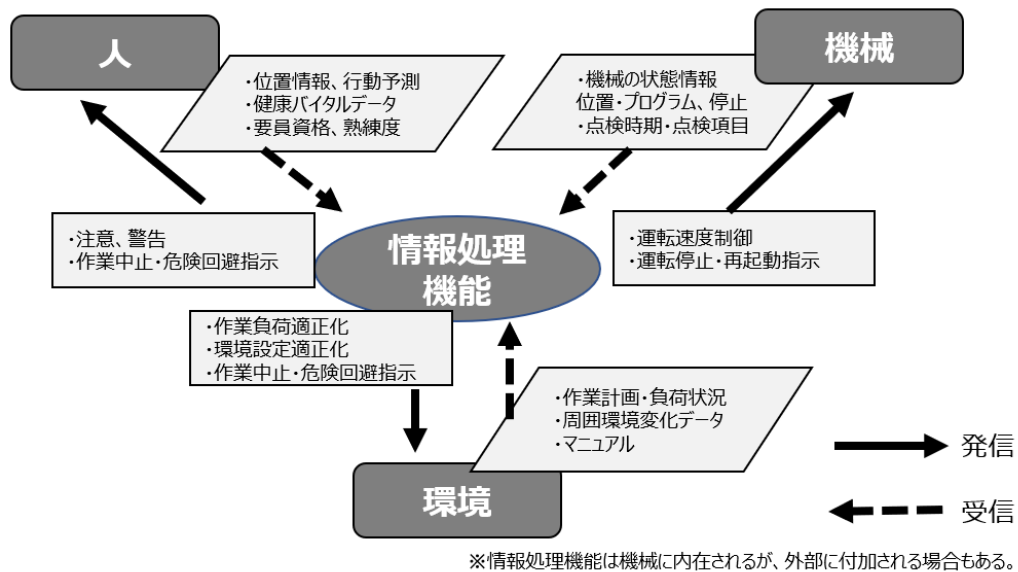 人
機械
・位置情報、行動予測
・健康バイタルデータ
・要員資格、熟練度
・機械の状態情報
位置・プログラム、停止
・点検時期・点検項目
・注意、警告
・作業中止・危険回避指示
情報処理
機能
・運転速度制御
・運転停止・再起動指示
・作業負荷適正化
・環境設定適正化
・作業中止・危険回避指示
・作業計画・負荷状況
・周囲環境変化データ
・マニュアル
環境
発信
受信
※情報処理機能は機械に内在されるが、外部に付加される場合もある。